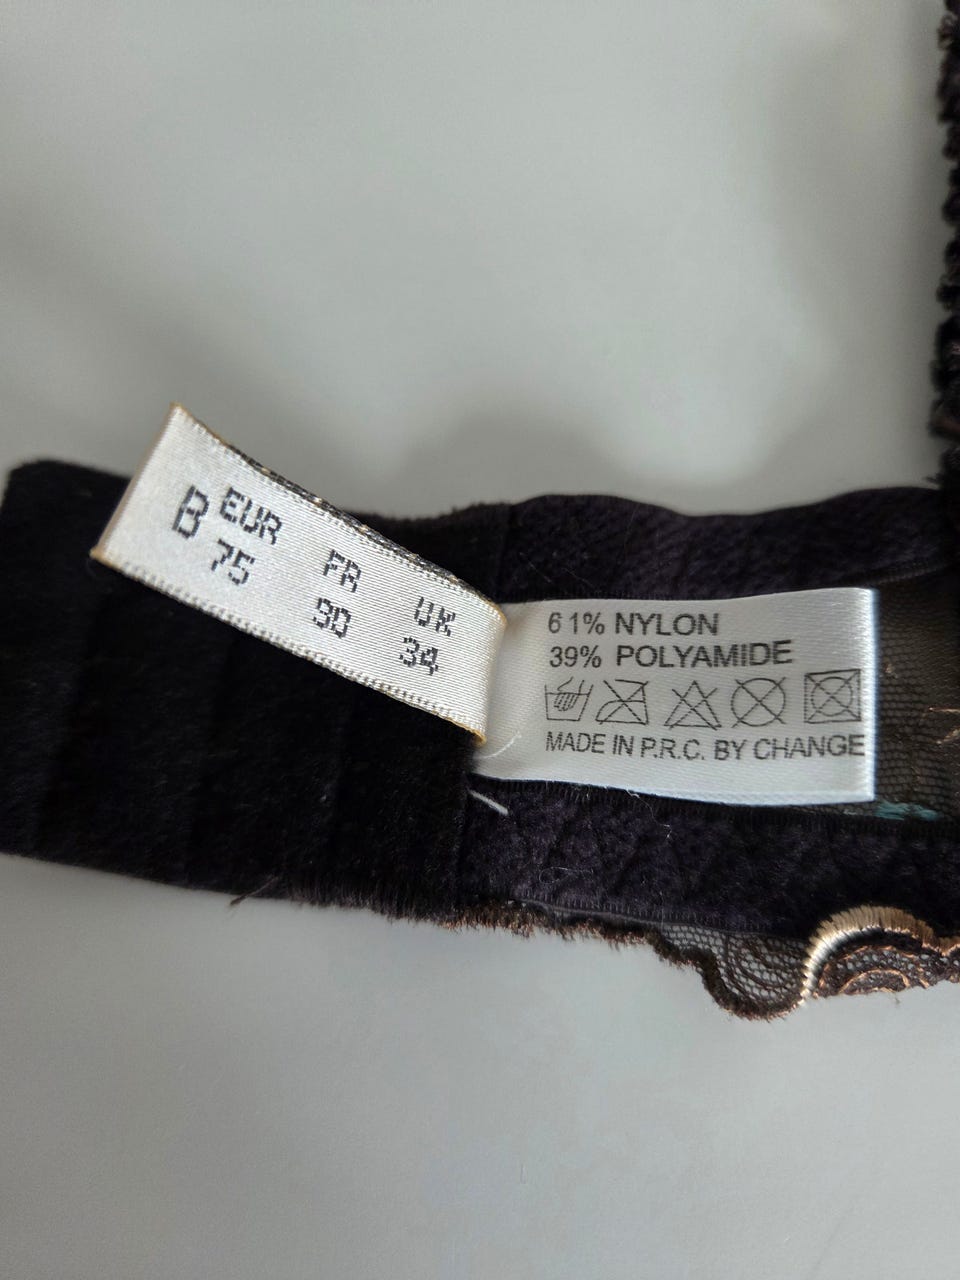 B EUR FR UK
75 90 34
61% NYLON
39% POLYAMIDE
MADE IN P.R.C. BY CHANGE